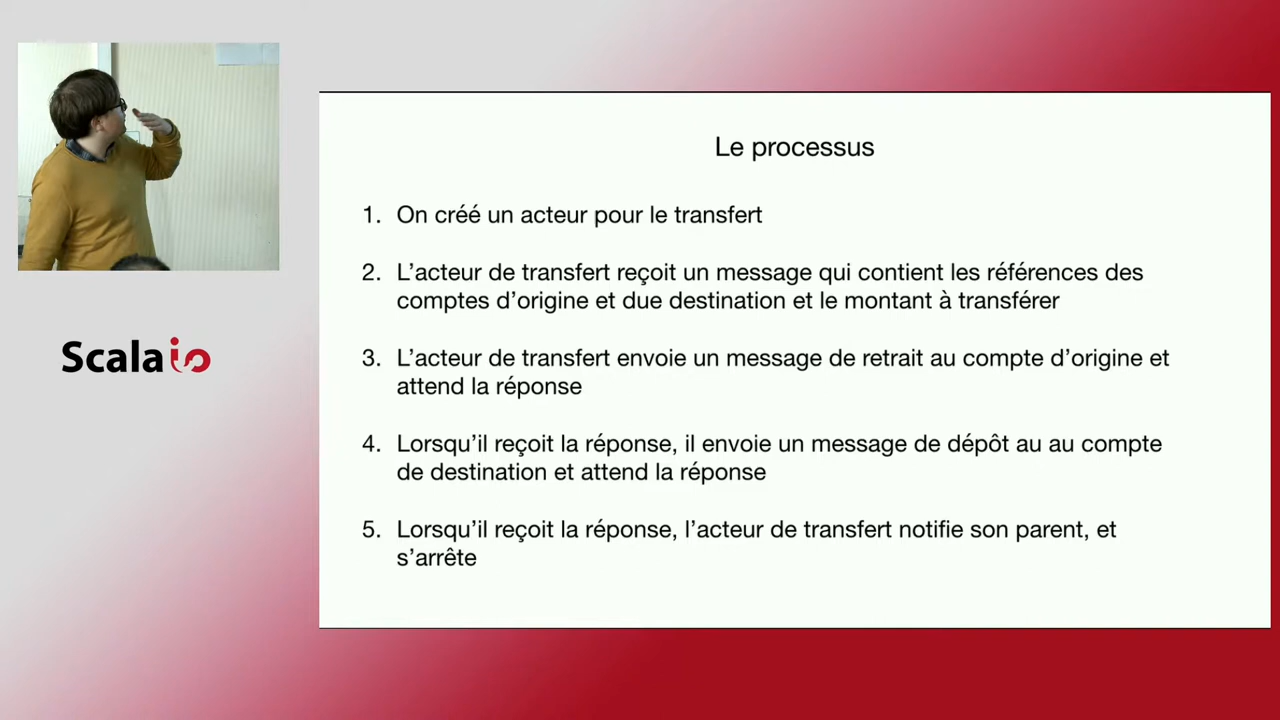 Le processus
1. On créé un acteur pour le transfert
2. L’acteur de transfert reçoit un message qui contient les références des
comptes d’origine et due destination et le montant à transférer
3. L’acteur de transfert envoie un message de retrait au compte d’origine et
attend la réponse
4. Lorsqu’il reçoit la réponse, il envoie un message de dépôt au au compte
de destination et attend la réponse
5. Lorsqu’il reçoit la réponse, l’acteur de transfert notifie son parent, et
s’arrête
Scala io